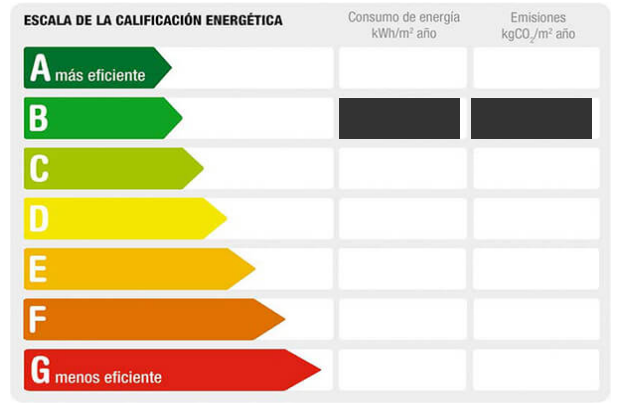 ESCALA DE LA CALIFICACIÓN ENERGÉTICA
Consumo de energía
kWh/m² año
Emisiones
kgCO₂/m² año
A más eficiente
B
C
D
E
F
G menos eficiente